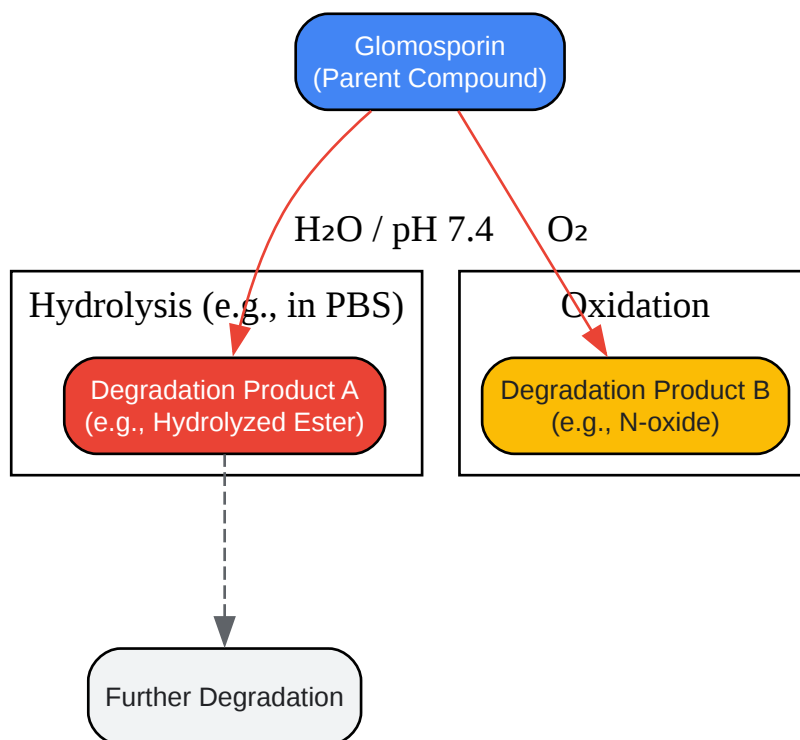 Glomosporin
(Parent Compound)
H₂O / pH 7.4
O₂
Hydrolysis (e.g., in PBS)
Oxidation
Degradation Product A
(e.g., Hydrolyzed Ester)
Degradation Product B
(e.g., N-oxide)
Further Degradation